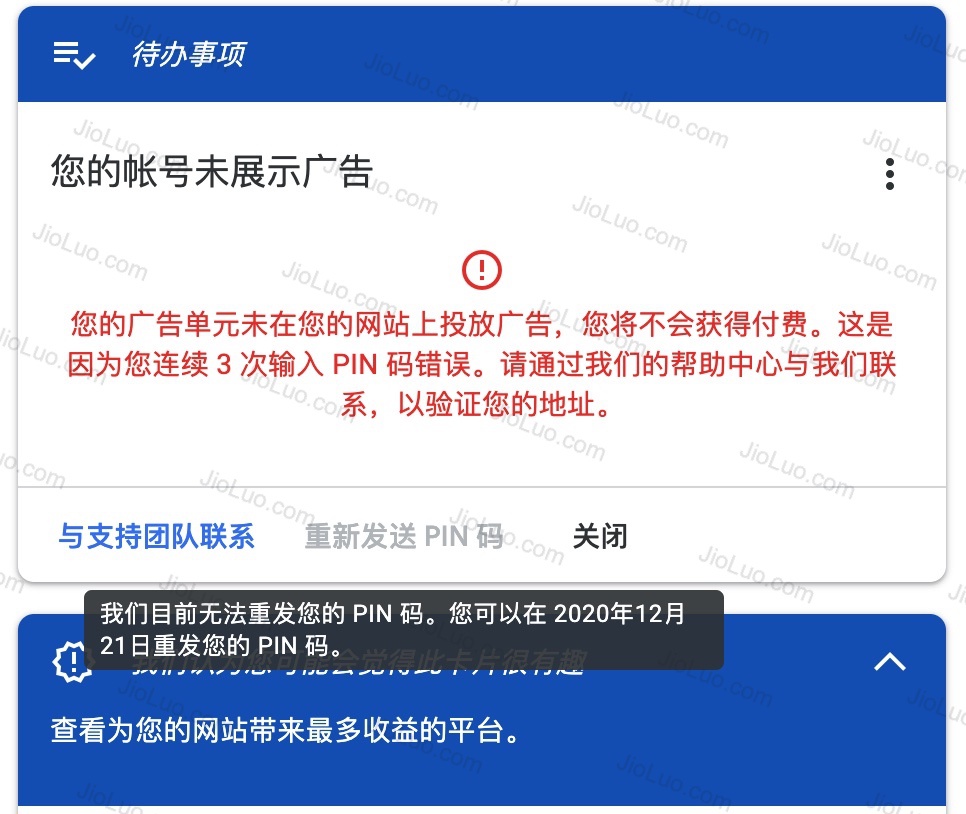 待办事项
您的帐号未展示广告
您的广告单元未在您的网站上投放广告，您将不会获得付费。这是
因为您连续 3 次输入 PIN 码错误。请通过我们的帮助中心与我们联
系，以验证您的地址。
与支持团队联系 重新发送 PIN 码 关闭
我们目前无法重发您的 PIN 码。您可以在 2020年12月
21日重发您的 PIN 码。
我们认为您可能会觉得此卡片很有趣
查看为您的网站带来最多收益的平台。
JioLuo.com